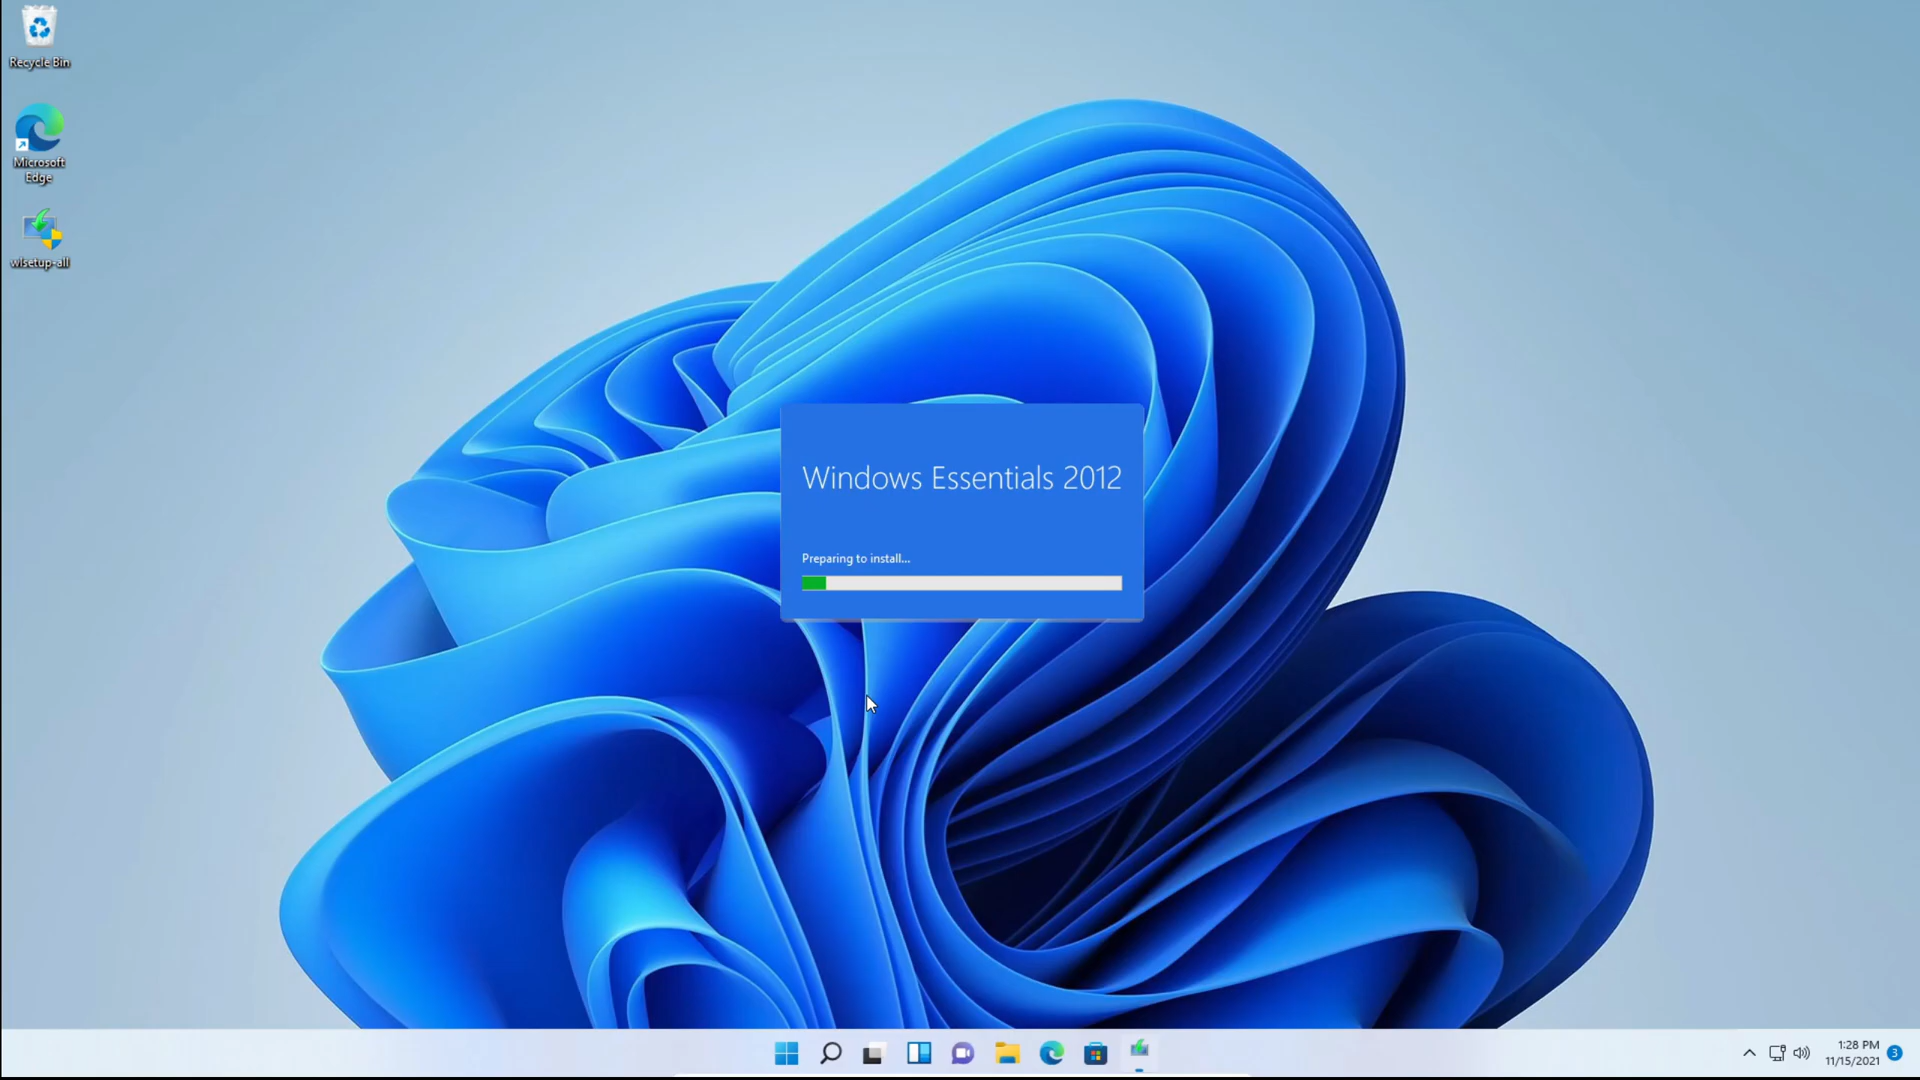 Recycle Bin
Microsoft
Edge
wlsetup-all
Windows Essentials 2012
Preparing to install...
1:28 PM
11/15/2021
3